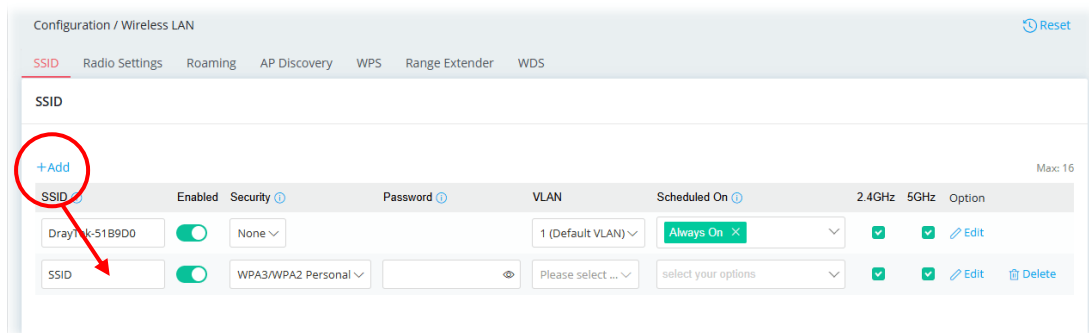 Configuration / Wireless LAN Reset
SSID Radio Settings Roaming AP Discovery WPS Range Extender WDS
SSID
+Add Max: 16
SSID Enabled Security Password VLAN Scheduled On 2.4GHz 5GHz Option
DrayTek-51B9D0 None 1 (Default VLAN) Always On × Edit
SSID WPA3/WPA2 Personal Please select ... select your options Edit Delete